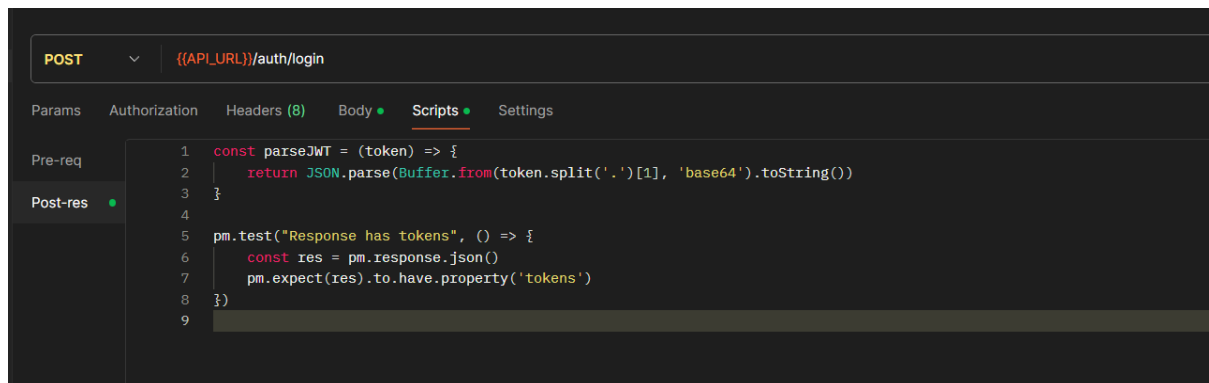 POST {{API_URL}}/auth/login
Params Authorization Headers (8) Body Scripts Settings
Pre-req
Post-res
1 const parseJWT = (token) => {
2 return JSON.parse(Buffer.from(token.split('.')[1], 'base64').toString())
3 }
4
5 pm.test("Response has tokens", () => {
6 const res = pm.response.json()
7 pm.expect(res).to.have.property('tokens')
8 })
9